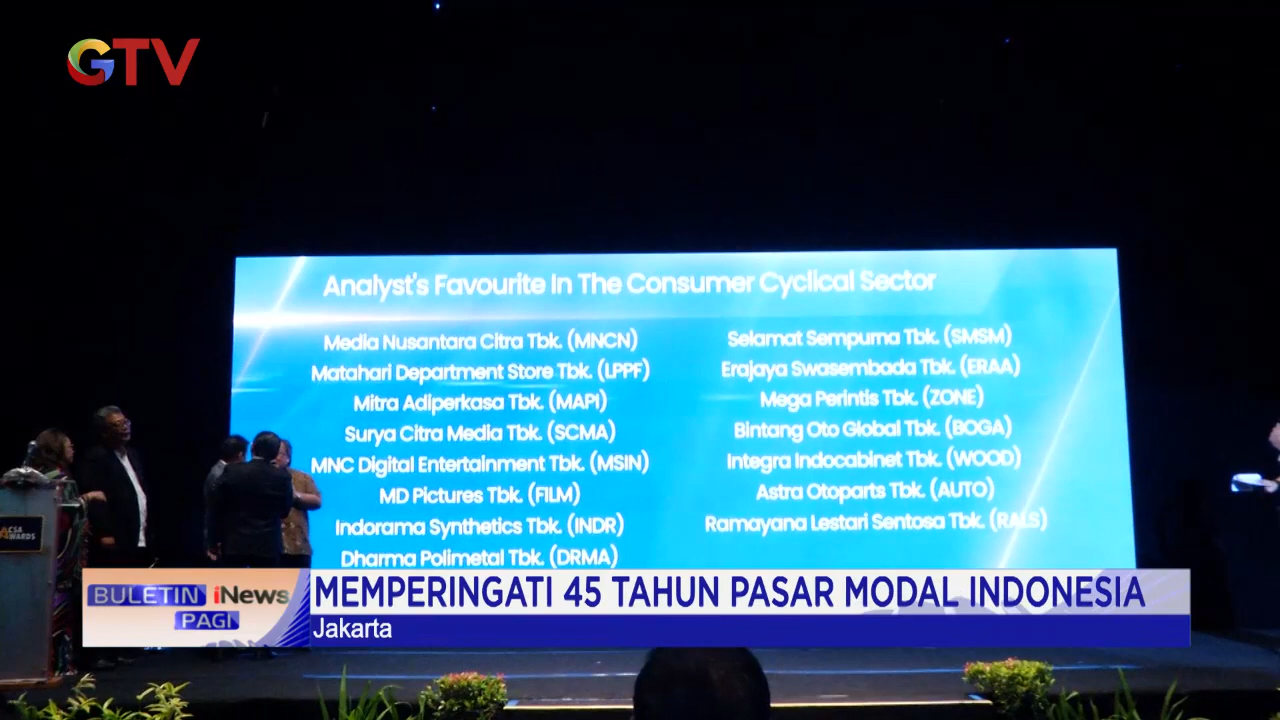 GTV
Analyst's Favourite In The Consumer Cyclical Sector
Media Nusantara Citra Tbk. (MNCN)
Matahari Department Store Tbk. (LPPF)
Mitra Adiperkasa Tbk. (MAPI)
Surya Citra Media Tbk. (SCMA)
MNC Digital Entertainment Tbk. (MSIN)
MD Pictures Tbk. (FILM)
Indorama Synthetics Tbk. (INDR)
Dharma Polimetal Tbk. (DRMA)
Selamat Sempurna Tbk. (SMSM)
Erajaya Swasembada Tbk. (ERAA)
Mega Perintis Tbk. (ZONE)
Bintang Oto Global Tbk. (BOGA)
Integra Indocabinet Tbk. (WOOD)
Astra Otoparts Tbk. (AUTO)
Ramayana Lestari Sentosa Tbk. (RALS)
CSA
AWARDS
BULETIN iNews
PAGI
MEMPERINGATI 45 TAHUN PASAR MODAL INDONESIA
Jakarta